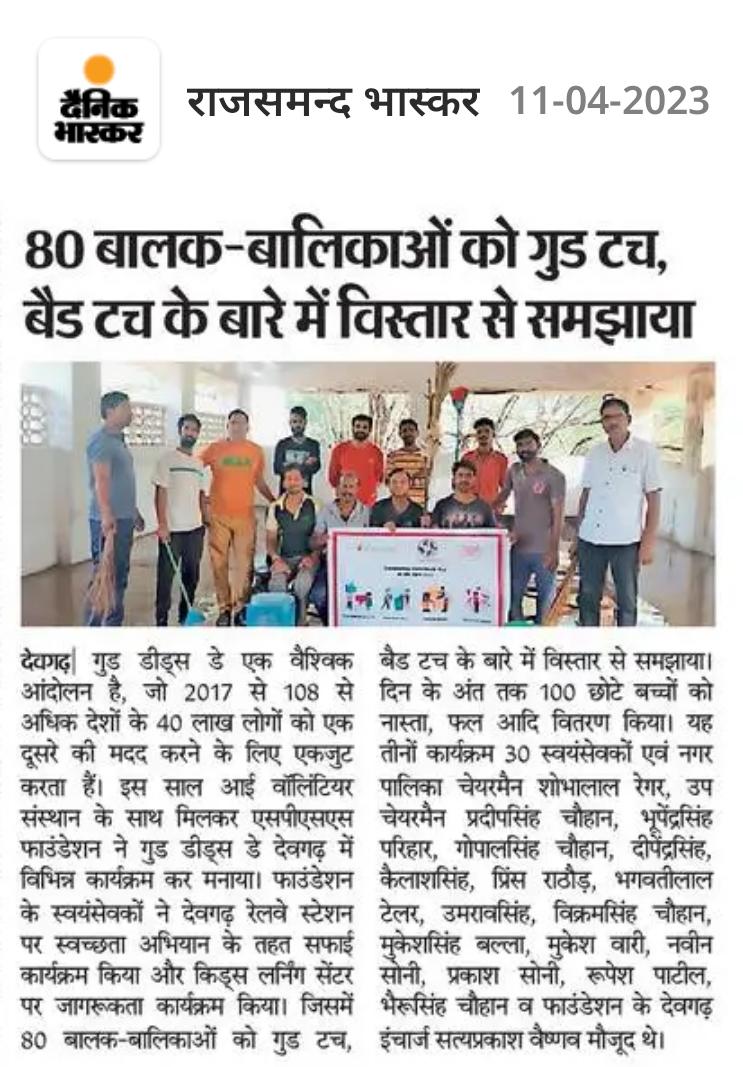 दैनिक
भास्कर
राजसमन्द भास्कर 11-04-2023
80 बालक-बालिकाओं को गुड टच,
बैड टच के बारे में विस्तार से समझाया
देवगढ़| गुड डीड्स डे एक वैश्विक
आंदोलन है, जो 2017 से 108 से
अधिक देशों के 40 लाख लोगों को एक
दूसरे की मदद करने के लिए एकजुट
करता हैं। इस साल आई वॉलिंटियर
संस्थान के साथ मिलकर एसपीएसएस
फाउंडेशन ने गुड डीड्स डे देवगढ़ में
विभिन्न कार्यक्रम कर मनाया। फाउंडेशन
के स्वयंसेवकों ने देवगढ़ रेलवे स्टेशन
पर स्वच्छता अभियान के तहत सफाई
कार्यक्रम किया और किड्स लर्निंग सेंटर
पर जागरूकता कार्यक्रम किया। जिसमें
80 बालक-बालिकाओं को गुड टच,
बैड टच के बारे में विस्तार से समझाया।
दिन के अंत तक 100 छोटे बच्चों को
नास्ता, फल आदि वितरण किया। यह
तीनों कार्यक्रम 30 स्वयंसेवकों एवं नगर
पालिका चेयरमैन शोभालाल रेगर, उप
चेयरमैन प्रदीपसिंह चौहान, भूपेंद्रसिंह
परिहार, गोपालसिंह चौहान, दीपेंद्रसिंह,
कैलाशसिंह, प्रिंस राठौड़, भगवतीलाल
टेलर, उमरावसिंह, विक्रमसिंह चौहान,
मुकेशसिंह बल्ला, मुकेश वारी, नवीन
सोनी, प्रकाश सोनी, रूपेश पाटील,
भैरूसिंह चौहान व फाउंडेशन के देवगढ़
इंचार्ज सत्यप्रकाश वैष्णव मौजूद थे।